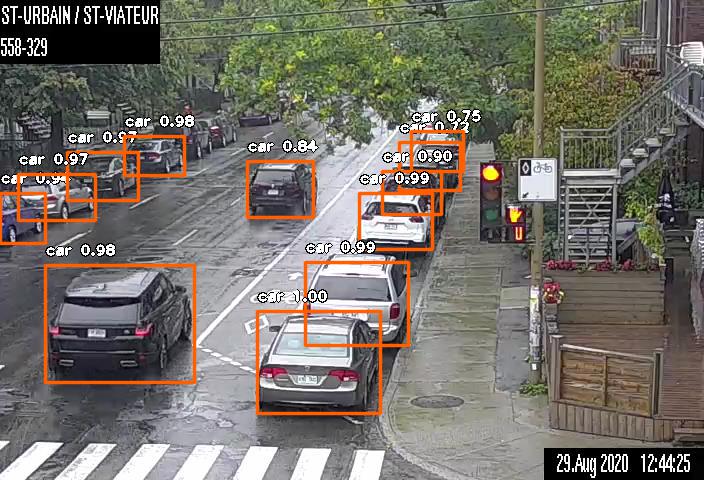 ST-URBAIN / ST-VIATEUR
558-329
car 0.75
car 0.98
car 0.97
car 0.84
car 0.90
car 0.97
car 0.99
car 0.98
car 0.99
car 1.00
29.Aug 2020 12:44:25